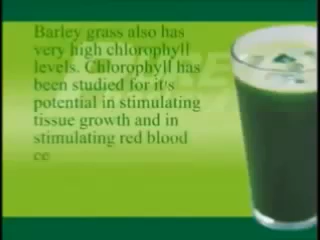 Barley grass also has
very high chlorophyll
levels. Chlorophyll has
been studied for it's
potential in stimulating
tissue growth and in
stimulating red blood
ce